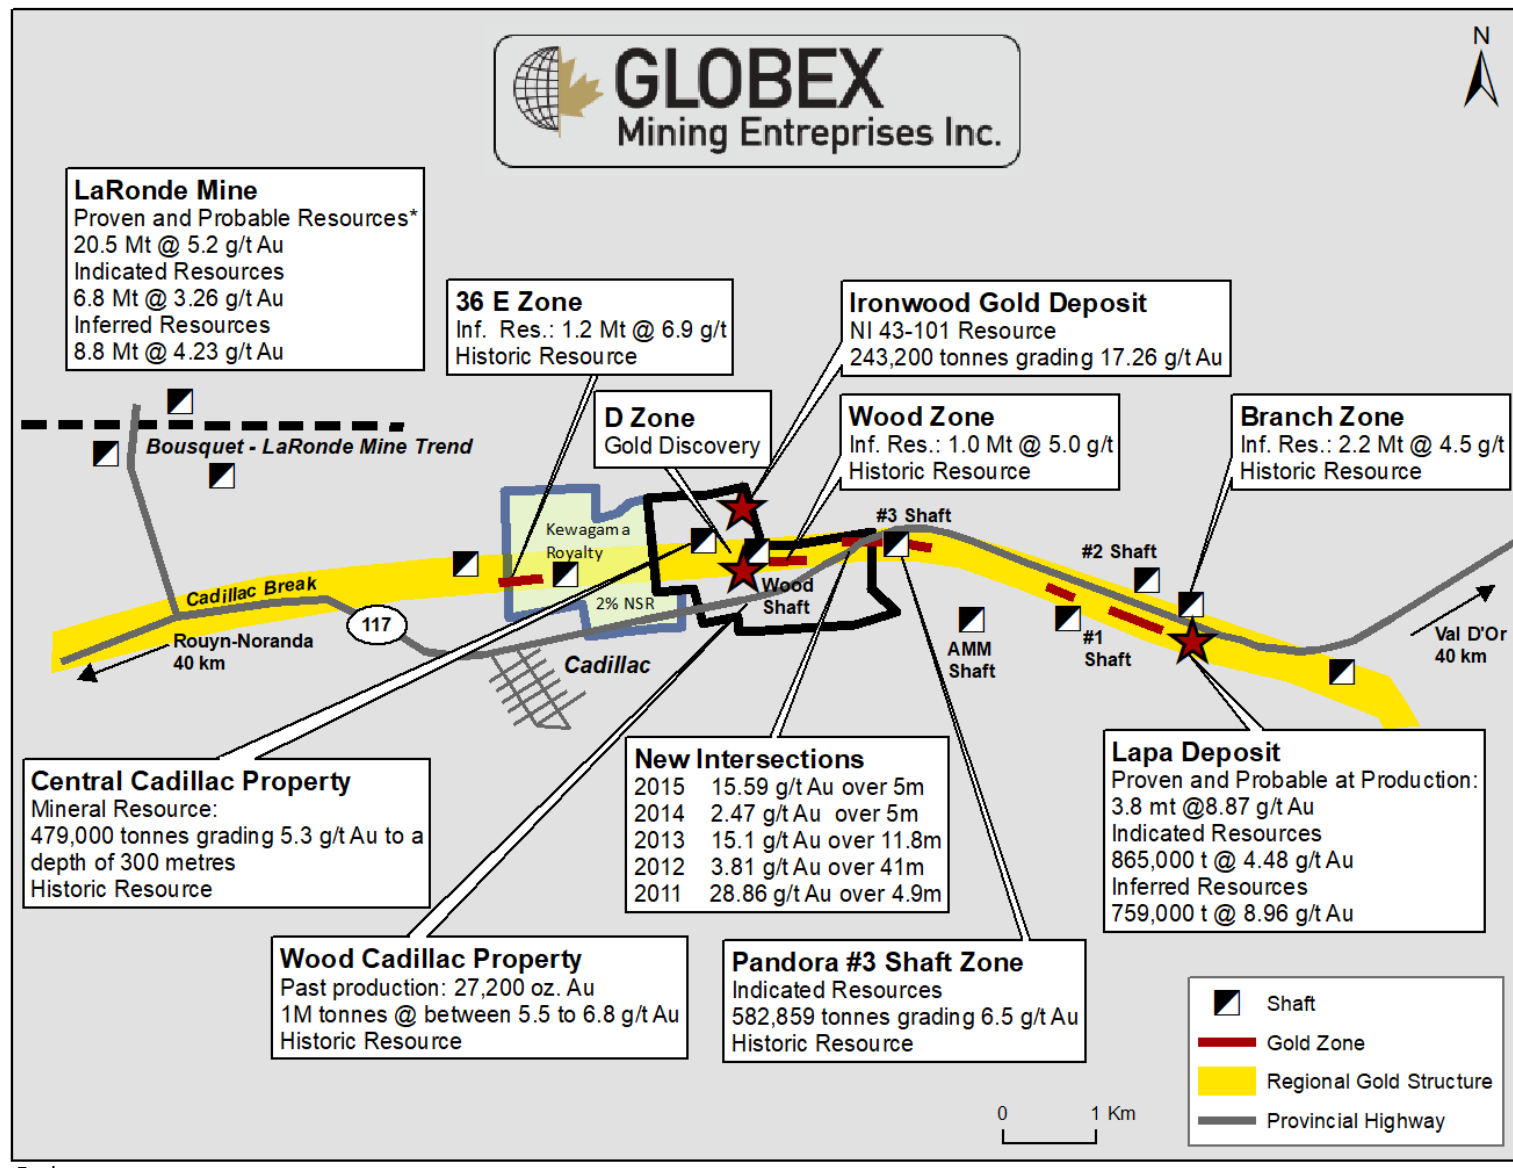 GLOBEX
Mining Entreprises Inc.
N
LaRonde Mine
Proven and Probable Resources*
20.5 Mt @ 5.2 g/t Au
Indicated Resources
6.8 Mt @ 3.26 g/t Au
Inferred Resources
8.8 Mt @ 4.23 g/t Au
36 E Zone
Inf. Res.: 1.2 Mt @ 6.9 g/t
Historic Resource
Ironwood Gold Deposit
NI 43-101 Resource
243,200 tonnes grading 17.26 g/t Au
D Zone
Gold Discovery
Wood Zone
Inf. Res.: 1.0 Mt @ 5.0 g/t
Historic Resource
Branch Zone
Inf. Res.: 2.2 Mt @ 4.5 g/t
Historic Resource
Bousquet - LaRonde Mine Trend
Kewagama
Royalty
2% NSR
#3 Shaft
#2 Shaft
Cadillac Break
Wood
Shaft
117
Rouyn-Noranda
40 km
Cadillac
AMM
Shaft
#1
Shaft
Val D'Or
40 km
Central Cadillac Property
Mineral Resource:
479,000 tonnes grading 5.3 g/t Au to a
depth of 300 metres
Historic Resource
New Intersections
2015 15.59 g/t Au over 5m
2014 2.47 g/t Au over 5m
2013 15.1 g/t Au over 11.8m
2012 3.81 g/t Au over 41m
2011 28.86 g/t Au over 4.9m
Lapa Deposit
Proven and Probable at Production:
3.8 mt @8.87 g/t Au
Indicated Resources
865,000 t @ 4.48 g/t Au
Inferred Resources
759,000 t @ 8.96 g/t Au
Wood Cadillac Property
Past production: 27,200 oz. Au
1M tonnes @ between 5.5 to 6.8 g/t Au
Historic Resource
Pandora #3 Shaft Zone
Indicated Resources
582,859 tonnes grading 6.5 g/t Au
Historic Resource
Shaft
Gold Zone
Regional Gold Structure
Provincial Highway
0 1 Km